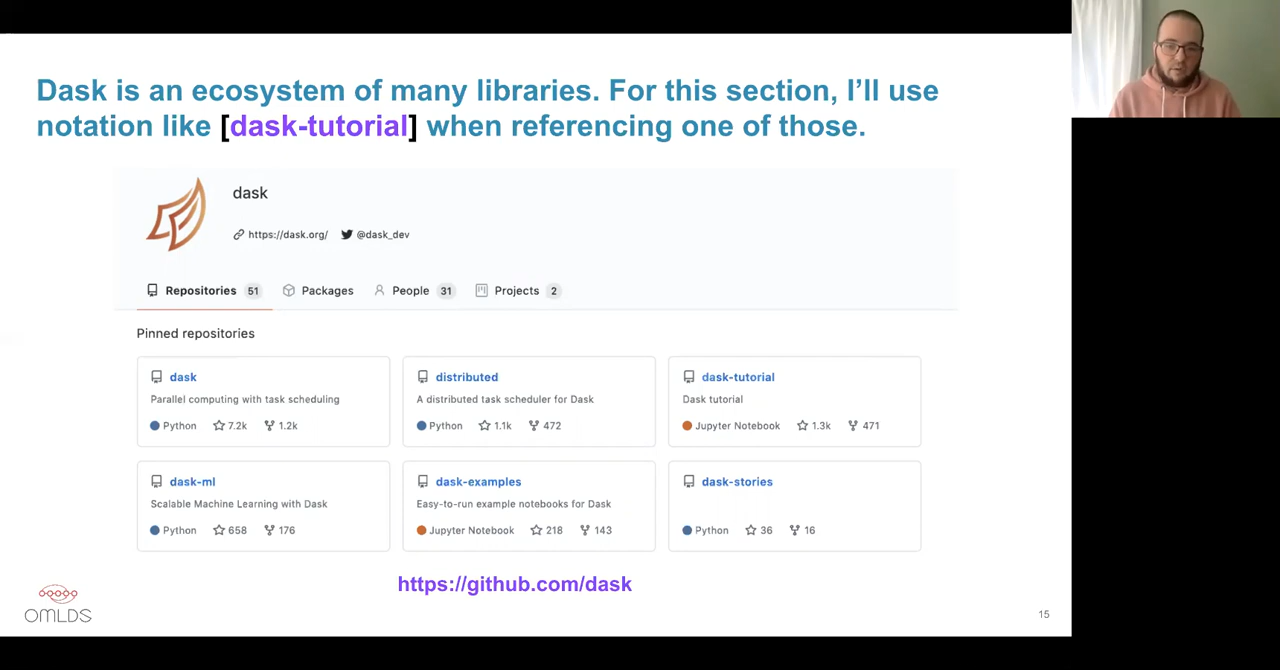 Dask is an ecosystem of many libraries. For this section, I'll use
notation like [dask-tutorial] when referencing one of those.
dask
https://dask.org/ @dask_dev
Repositories 51 Packages People 31 Projects 2
Pinned repositories
dask
Parallel computing with task scheduling
Python 7.2k 1.2k
distributed
A distributed task scheduler for Dask
Python 1.1k 472
dask-tutorial
Dask tutorial
Jupyter Notebook 1.3k 471
dask-ml
Scalable Machine Learning with Dask
Python 658 176
dask-examples
Easy-to-run example notebooks for Dask
Jupyter Notebook 218 143
dask-stories
Python 36 16
https://github.com/dask
OMLDS
15